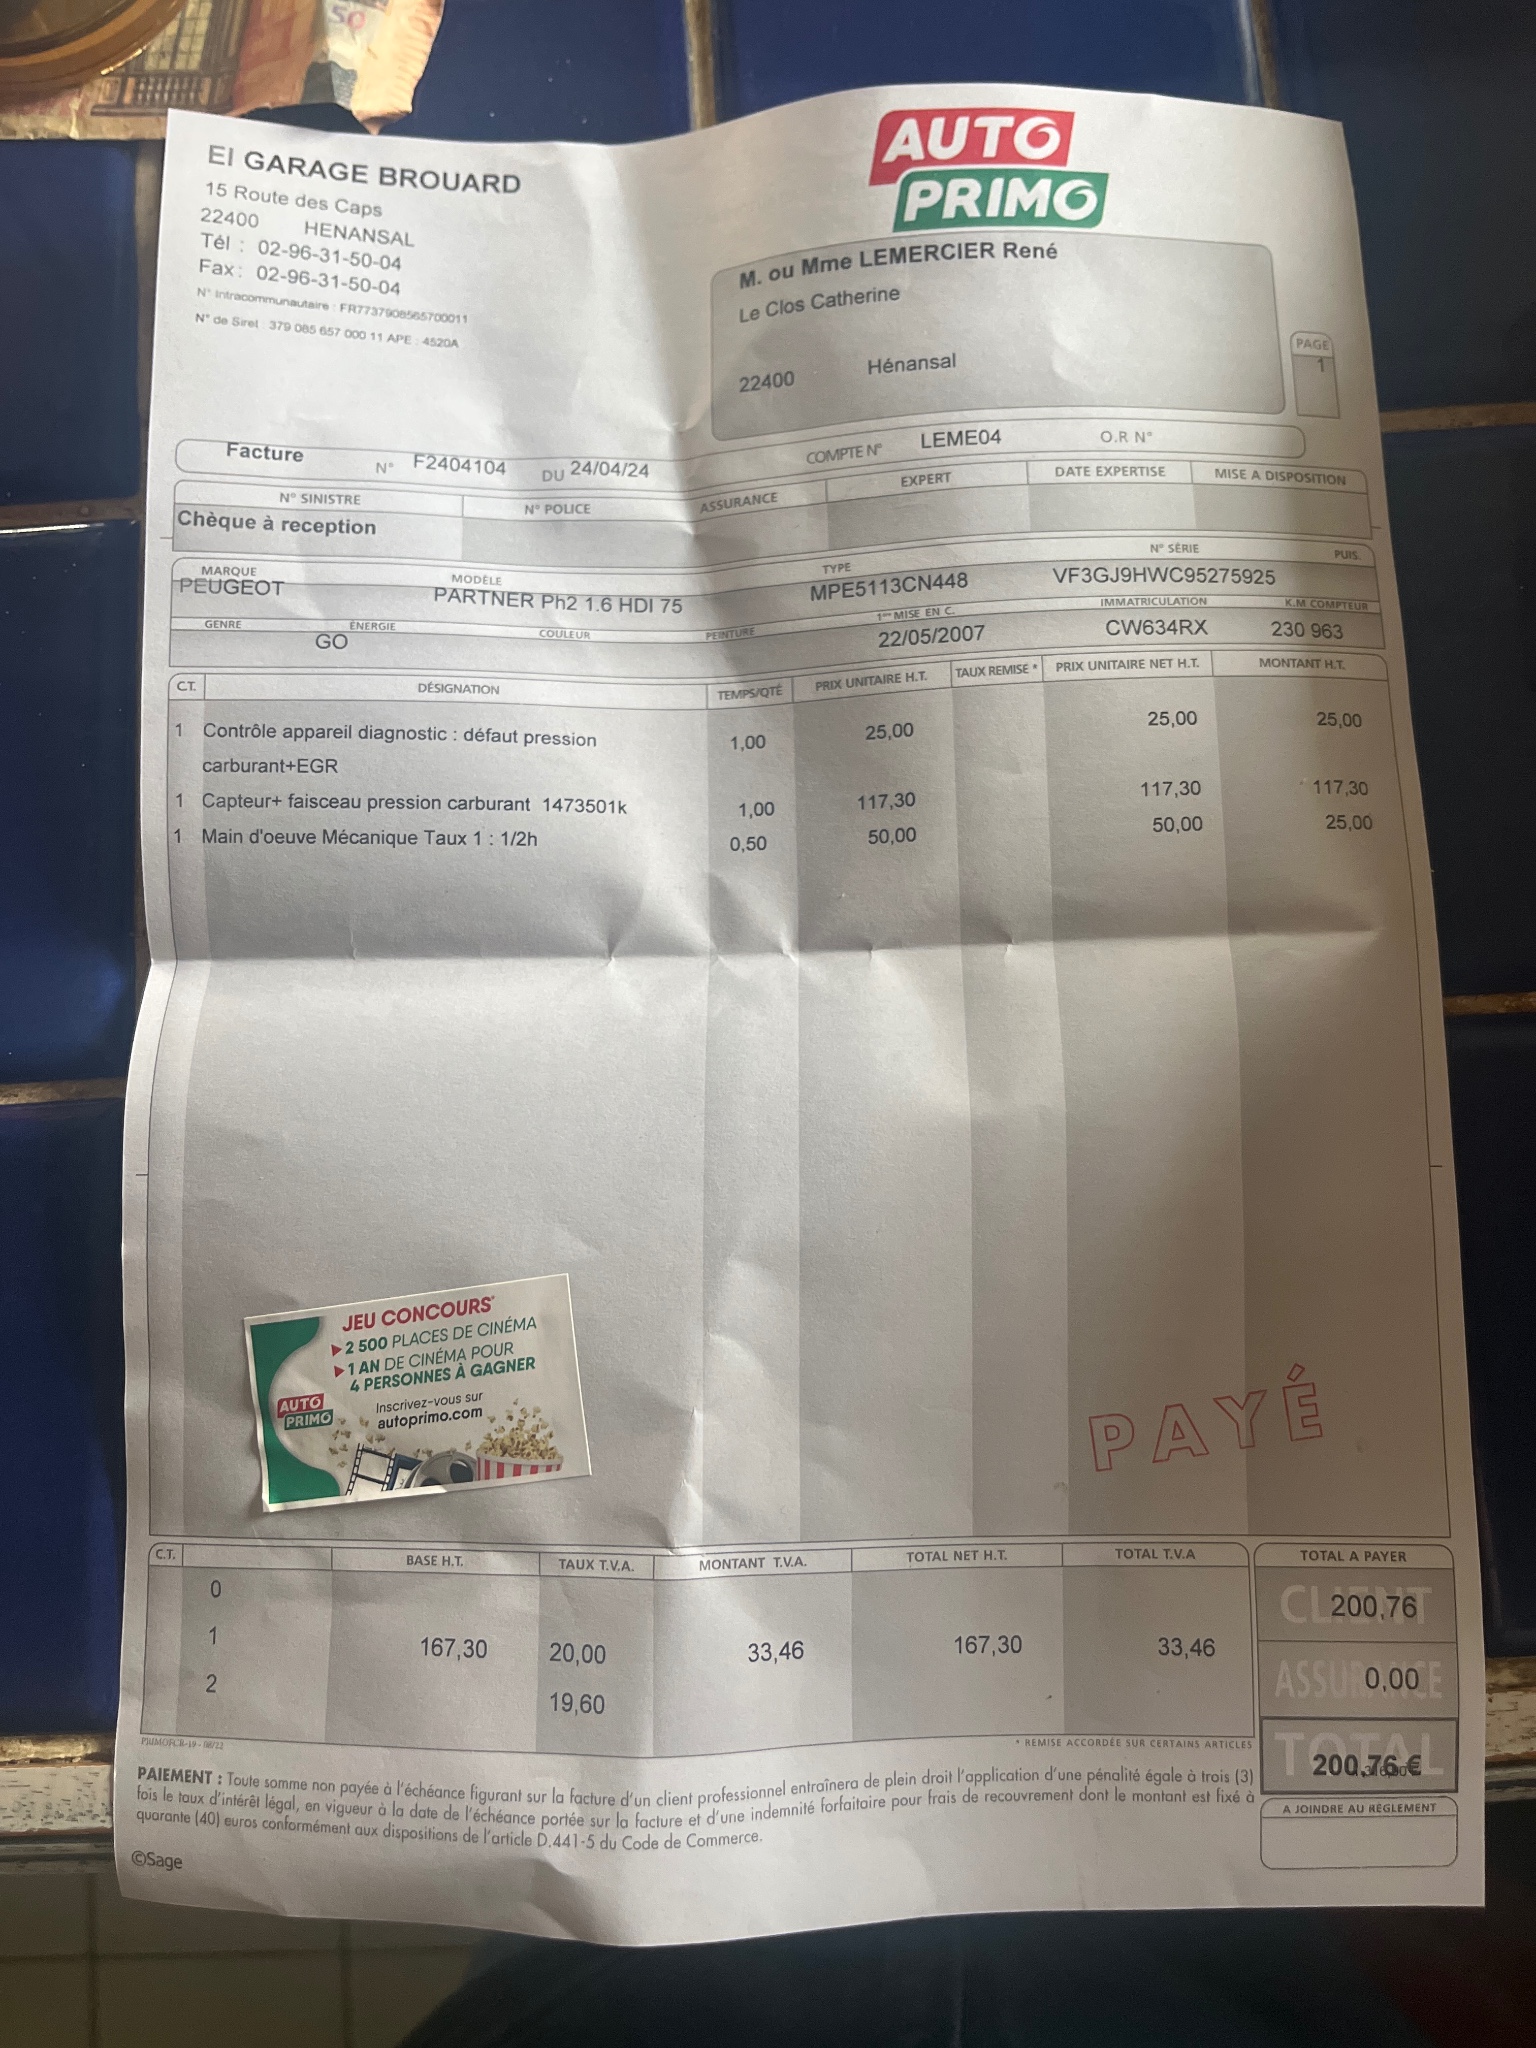 50
EI GARAGE BROUARD
15 Route des Caps
22400 HENANSAL
Tél : 02-96-31-50-04
Fax : 02-96-31-50-04
N° Intracommunautaire : FR77379085657000011
N° de Siret : 379 085 657 000 11 APE : 4520A
AUTO
PRIMO
M. ou Mme LEMERCIER René
Le Clos Catherine
22400 Hénansal
PAGE
1
Facture N° F2404104 DU 24/04/24
COMPTE N° LEME04 O.R N°
N° SINISTRE N° POLICE ASSURANCE EXPERT DATE EXPERTISE MISE A DISPOSITION
Chèque à reception
MARQUE MODÈLE TYPE N° SÉRIE PUIS.
PEUGEOT PARTNER Ph2 1.6 HDI 75 MPE5113CN448 VF3GJ9HWC95275925
GENRE ÉNERGIE COULEUR PEINTURE 1ère MISE EN C. IMMATRICULATION K.M COMPTEUR
GO 22/05/2007 CW634RX 230 963
C.T. DÉSIGNATION TEMPS/QTÉ PRIX UNITAIRE H.T. TAUX REMISE * PRIX UNITAIRE NET H.T. MONTANT H.T.
1 Contrôle appareil diagnostic : défaut pression 1,00 25,00 25,00 25,00
carburant+EGR
1 Capteur+ faisceau pression carburant 1473501k 1,00 117,30 117,30 117,30
1 Main d'oeuve Mécanique Taux 1 : 1/2h 0,50 50,00 50,00 25,00
JEU CONCOURS*
2 500 PLACES DE CINÉMA
1 AN DE CINÉMA POUR
4 PERSONNES À GAGNER
AUTO
PRIMO
Inscrivez-vous sur
autoprimo.com
PAYÉ
C.T. BASE H.T. TAUX T.V.A. MONTANT T.V.A. TOTAL NET H.T. TOTAL T.V.A TOTAL A PAYER
0
CLIENT 200,76
1 167,30 20,00 33,46 167,30 33,46
ASSURANCE 0,00
2 19,60
TOTAL 200,76 €
PRIMOFCR-19 - 08/22
* REMISE ACCORDÉE SUR CERTAINS ARTICLES
PAIEMENT : Toute somme non payée à l'échéance figurant sur la facture d'un client professionnel entraînera de plein droit l'application d'une pénalité égale à trois (3)
fois le taux d'intérêt légal, en vigueur à la date de l'échéance portée sur la facture et d'une indemnité forfaitaire pour frais de recouvrement dont le montant est fixé à
quarante (40) euros conformément aux dispositions de l'article D.441-5 du Code de Commerce.
A JOINDRE AU RÈGLEMENT
©Sage